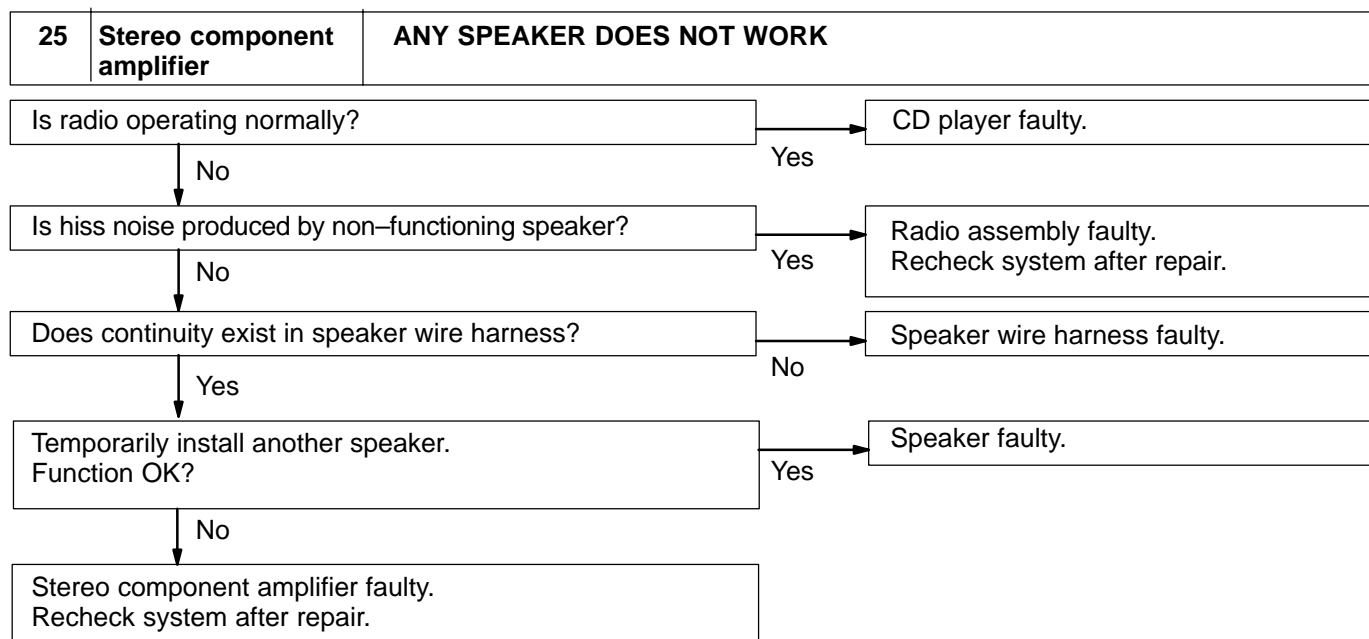 25
Stereo component
amplifier
ANY SPEAKER DOES NOT WORK
Is radio operating normally?
Yes
CD player faulty.
No
Is hiss noise produced by non–functioning speaker?
Yes
Radio assembly faulty.
Recheck system after repair.
No
Does continuity exist in speaker wire harness?
No
Speaker wire harness faulty.
Yes
Temporarily install another speaker.
Function OK?
Yes
Speaker faulty.
No
Stereo component amplifier faulty.
Recheck system after repair.